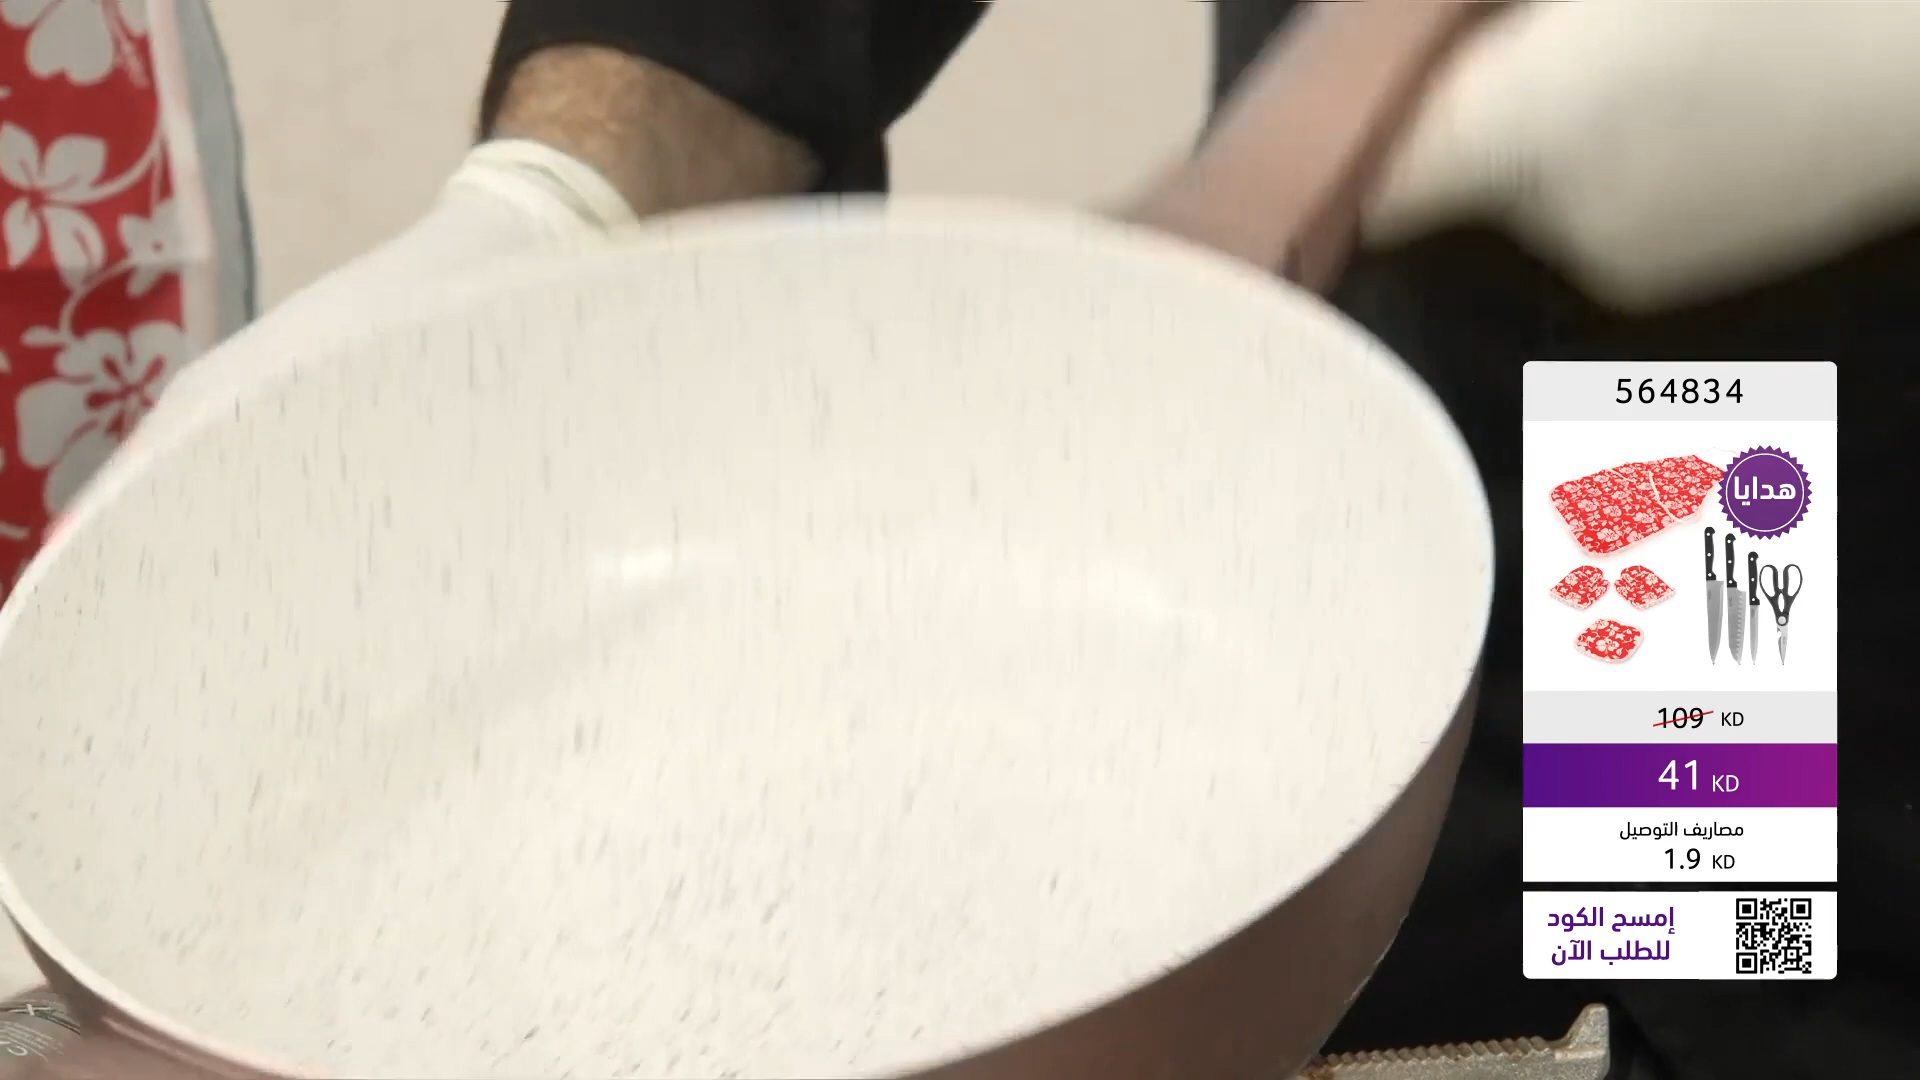 564834
هدايا
109 KD
41 KD
مصاريف التوصيل
1.9 KD
إمسح الكود
للطلب الآن